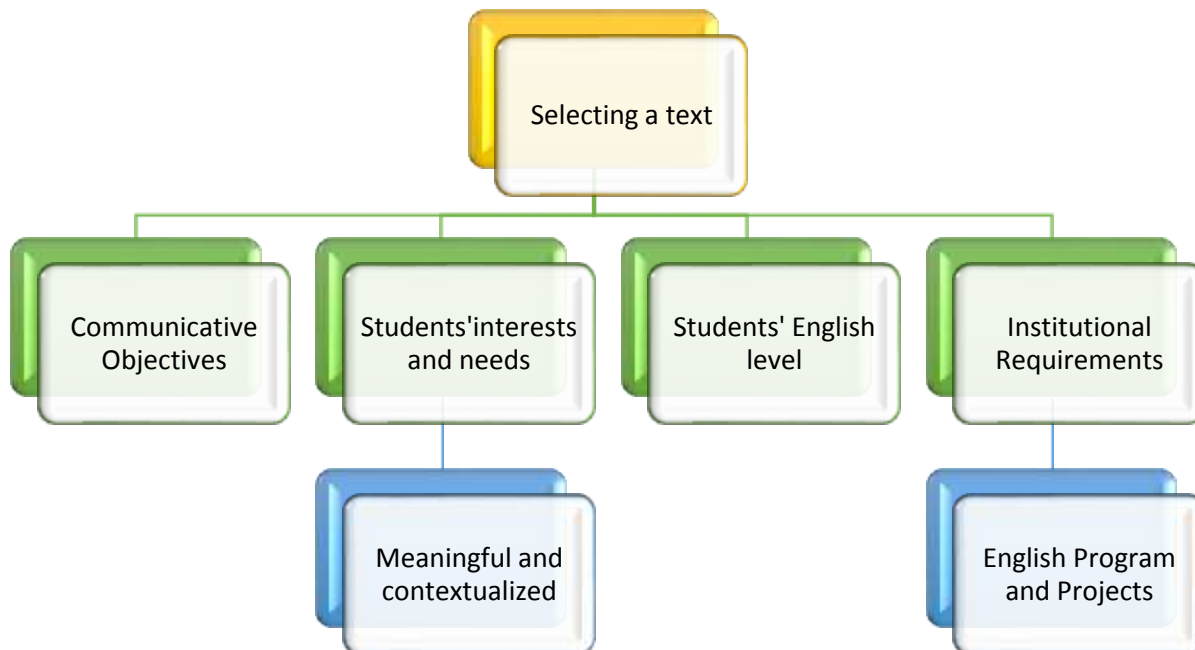 Selecting a text
Communicative
Objectives
Students'interests
and needs
Students' English
level
Institutional
Requirements
Meaningful and
contextualized
English Program
and Projects